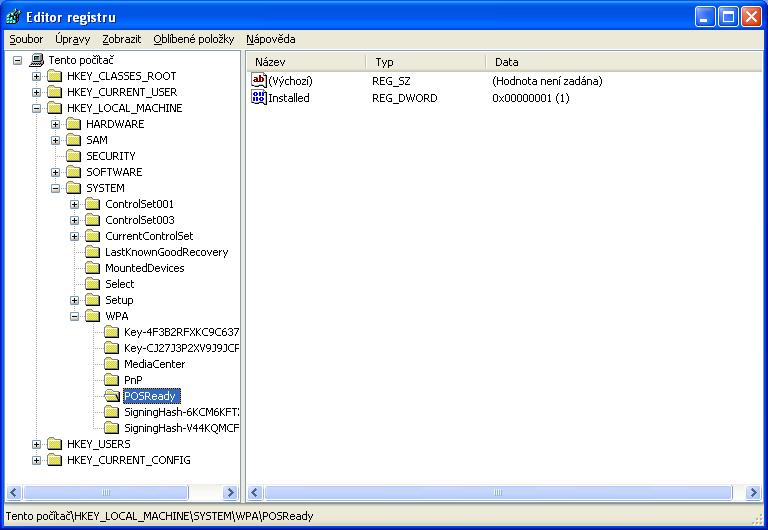 Editor registru
Soubor Úpravy Zobrazit Oblíbené položky Nápověda
Tento počítač
HKEY_CLASSES_ROOT
HKEY_CURRENT_USER
HKEY_LOCAL_MACHINE
HARDWARE
SAM
SECURITY
SOFTWARE
SYSTEM
ControlSet001
ControlSet003
CurrentControlSet
LastKnownGoodRecovery
MountedDevices
Select
Setup
WPA
Key-4F3B2RFXKC9C637
Key-CJ27J3P2XV9J9JCP
MediaCenter
PnP
POSReady
SigningHash-6KCM6KFT
SigningHash-V44KQMCF
HKEY_USERS
HKEY_CURRENT_CONFIG
Název Typ Data
(Výchozí) REG_SZ (Hodnota není zadána)
Installed REG_DWORD 0x00000001 (1)
Tento počítač\HKEY_LOCAL_MACHINE\SYSTEM\WPA\POSReady